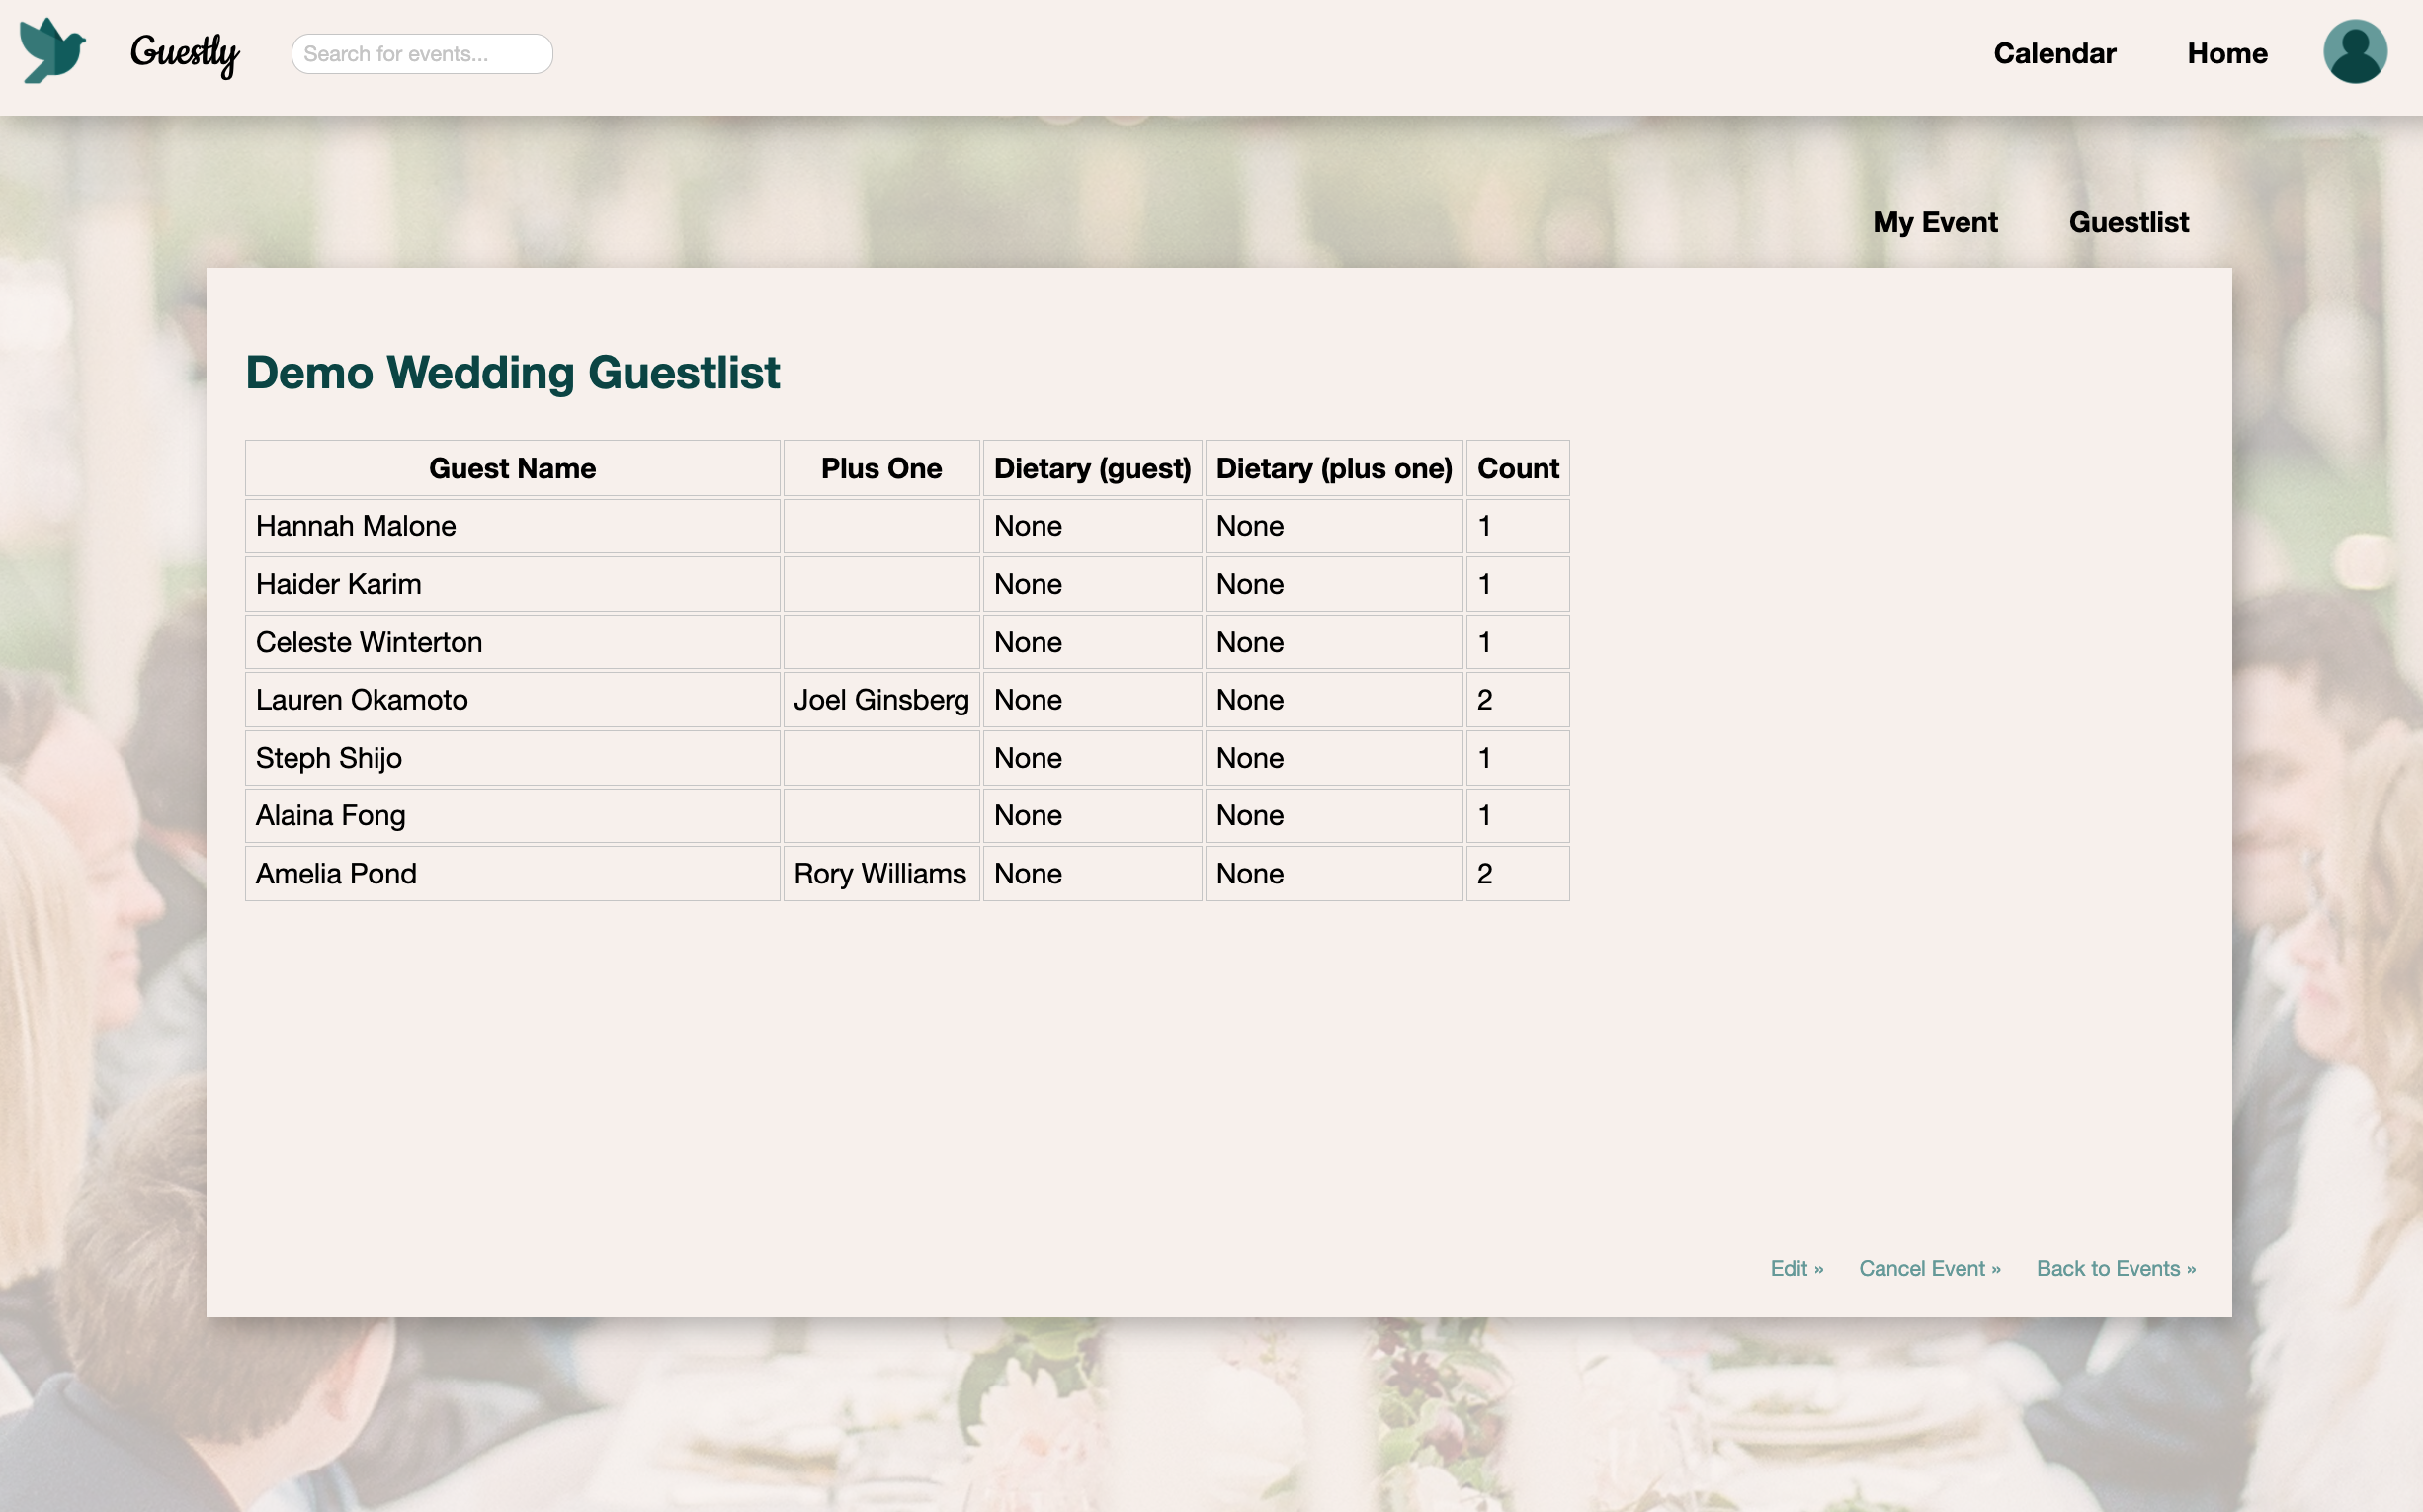 Guestly Search for events... Calendar Home
My Event Guestlist
Demo Wedding Guestlist
Guest Name Plus One Dietary (guest) Dietary (plus one) Count
Hannah Malone None None 1
Haider Karim None None 1
Celeste Winterton None None 1
Lauren Okamoto Joel Ginsberg None None 2
Steph Shijo None None 1
Alaina Fong None None 1
Amelia Pond Rory Williams None None 2
Edit » Cancel Event » Back to Events »